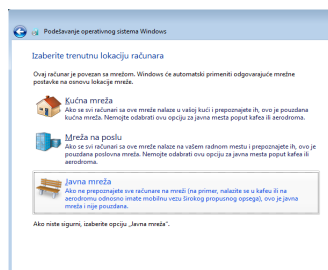 Podešavanje operativnog sistema Windows
Izaberite trenutnu lokaciju računara
Ovaj računar je povezan sa mrežom. Windows će automatski primeniti odgovarajuće mrežne
postavke na osnovu lokacije mreže.
Kućna mreža
Ako se svi računari sa ove mreže nalaze u vašoj kući i prepoznajete ih, ovo je pouzdana
kućna mreža. Nemojte odabrati ovu opciju za javna mesta poput kafea ili aerodroma.
Mreža na poslu
Ako se svi računari sa ove mreže nalaze na vašem radnom mestu i prepoznajete ih, ovo je
pouzdana poslovna mreža. Nemojte odabrati ovu opciju za javna mesta poput kafea ili
aerodroma.
Javna mreža
Ako ne prepoznajete sve računare na mreži (na primer, nalazite se u kafeu ili na
aerodromu odnosno imate mobilnu vezu širokog propusnog opsega), ovo je javna
mreža i nije pouzdana.
Ako niste sigurni, izaberite opciju „Javna mreža“.